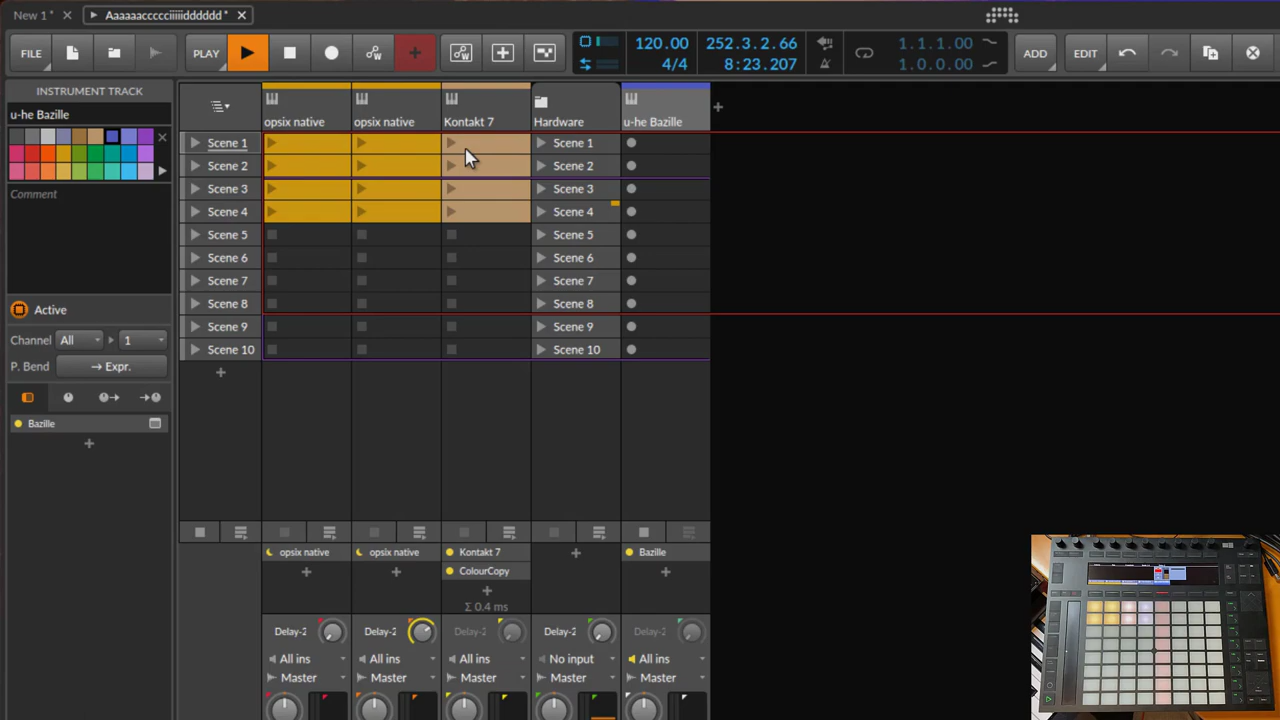 New 1 *
Aaaaaacccciiiiidddddd *
FILE
PLAY
120.00
4/4
252.3.2.66
8:23.207
1.1.1.00
1.0.0.00
ADD
EDIT
INSTRUMENT TRACK
u-he Bazille
Comment
Active
Channel All 1
P. Bend → Expr.
Bazille
opsix native
opsix native
Kontakt 7
Hardware
u-he Bazille
Scene 1
Scene 2
Scene 3
Scene 4
Scene 5
Scene 6
Scene 7
Scene 8
Scene 9
Scene 10
Scene 1
Scene 2
Scene 3
Scene 4
Scene 5
Scene 6
Scene 7
Scene 8
Scene 9
Scene 10
opsix native
opsix native
Kontakt 7
Bazille
ColourCopy
Σ 0.4 ms
Delay-2
Delay-2
Delay-2
Delay-2
Delay-2
All ins
All ins
All ins
No input
All ins
Master
Master
Master
Master
Master